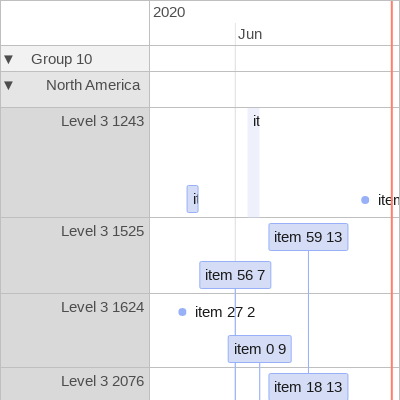 2020
Jun
▼ Group 10
▼ North America
Level 3 1243
it
it
item
Level 3 1525
item 59 13
item 56 7
Level 3 1624
item 27 2
item 0 9
Level 3 2076
item 18 13